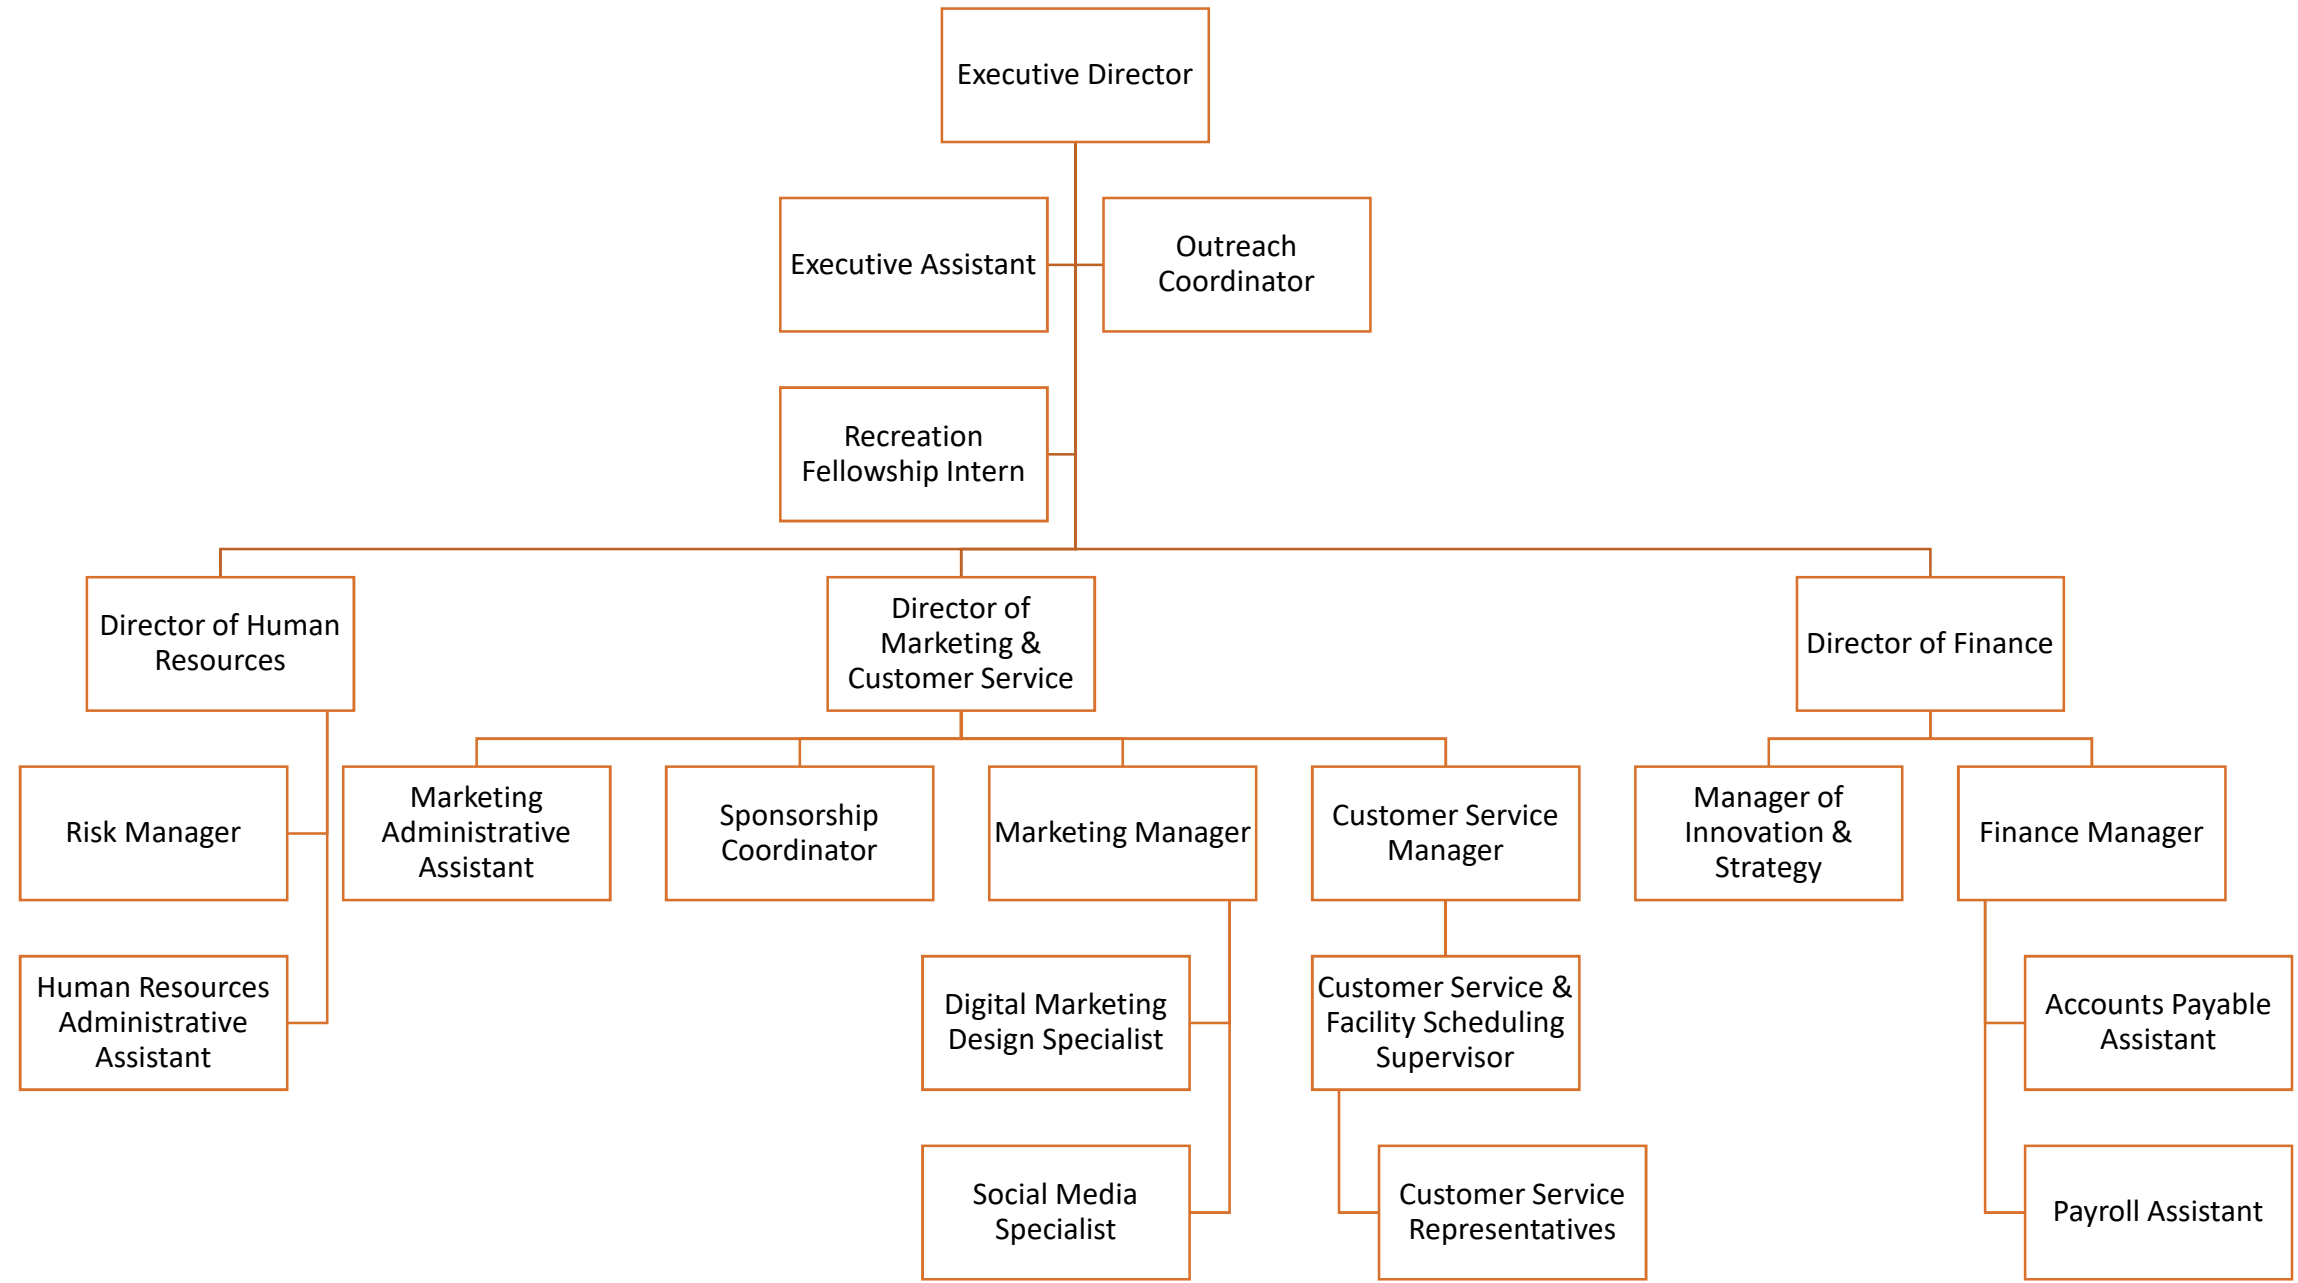 Executive Director
Executive Assistant
Outreach
Coordinator
Recreation
Fellowship Intern
Director of Human
Resources
Director of
Marketing &
Customer Service
Director of Finance
Risk Manager
Marketing
Administrative
Assistant
Sponsorship
Coordinator
Marketing Manager
Customer Service
Manager
Manager of
Innovation &
Strategy
Finance Manager
Human Resources
Administrative
Assistant
Digital Marketing
Design Specialist
Customer Service &
Facility Scheduling
Supervisor
Accounts Payable
Assistant
Social Media
Specialist
Customer Service
Representatives
Payroll Assistant